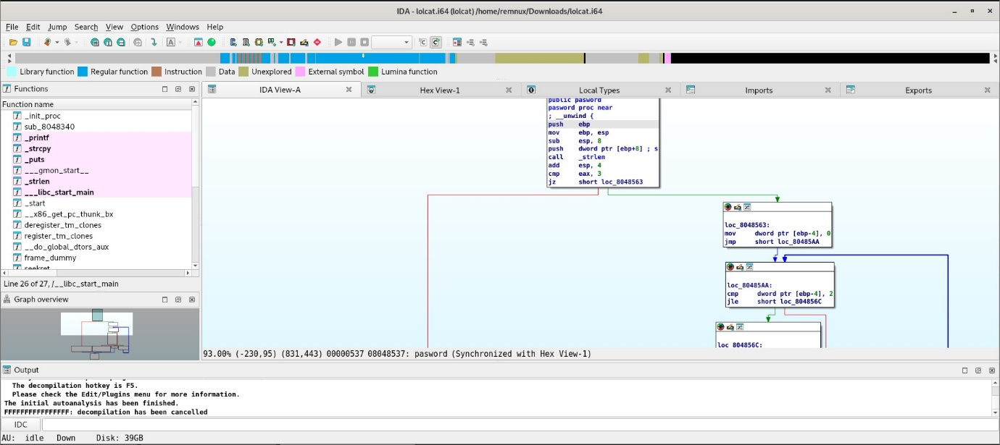 IDA - lolcat.i64 (lolcat) /home/remnux/Downloads/lolcat.i64
File Edit Jump Search View Options Windows Help
Library function Regular function Instruction Data Unexplored External symbol Lumina function
Functions
Function name
_init_proc
sub_8048340
_printf
_strcpy
_puts
___gmon_start__
_strlen
___libc_start_main
_start
__x86_get_pc_thunk_bx
deregister_tm_clones
register_tm_clones
__do_global_dtors_aux
frame_dummy
seekret
Line 26 of 27, /__libc_start_main
Graph overview
IDA View-A Hex View-1 Local Types Imports Exports
public pasword
pasword proc near
; __unwind {
push ebp
mov ebp, esp
sub esp, 8
push dword ptr [ebp+8] ; s
call _strlen
add esp, 4
cmp eax, 3
jz short loc_8048563
loc_8048563:
mov dword ptr [ebp-4], 0
jmp short loc_80485AA
loc_80485AA:
cmp dword ptr [ebp-4], 2
jle short loc_804856C
loc_804856C:
93.00% (-230,95) (831,443) 00000537 08048537: pasword (Synchronized with Hex View-1)
Output
The decompilation hotkey is F5.
Please check the Edit/Plugins menu for more information.
The initial autoanalysis has been finished.
FFFFFFFFFFFFFFFF: decompilation has been cancelled
IDC
AU: idle Down Disk: 39GB